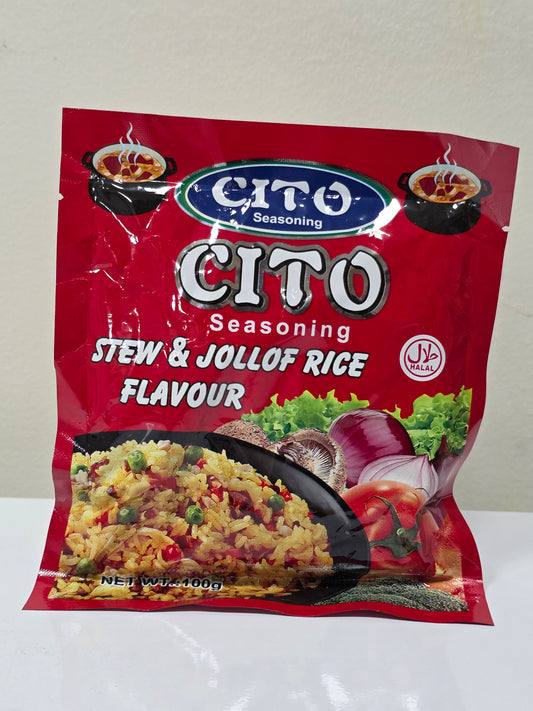 CITO
Seasoning
CITO
Seasoning
STEW & JOLLOF RICE
FLAVOUR
حلال
HALAL
NET WT.: 100g